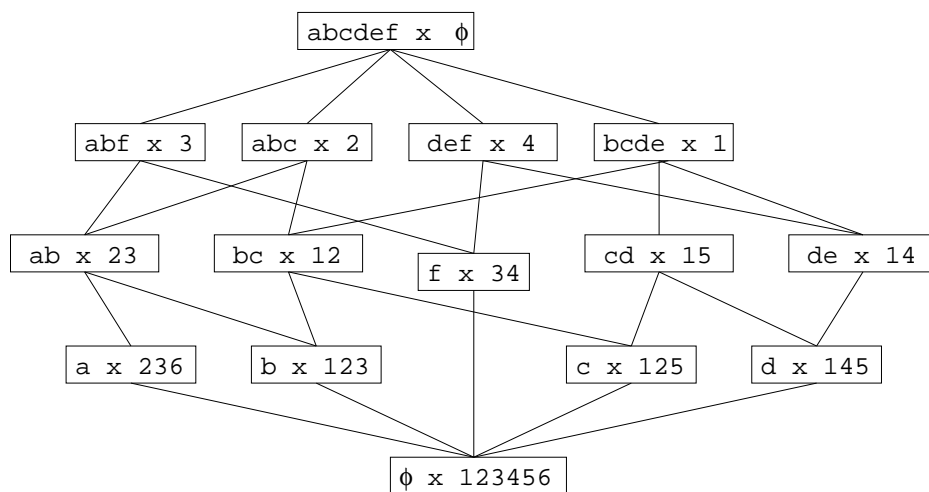 abcdef x ϕ
abf x 3
abc x 2
def x 4
bcde x 1
ab x 23
bc x 12
f x 34
cd x 15
de x 14
a x 236
b x 123
c x 125
d x 145
ϕ x 123456